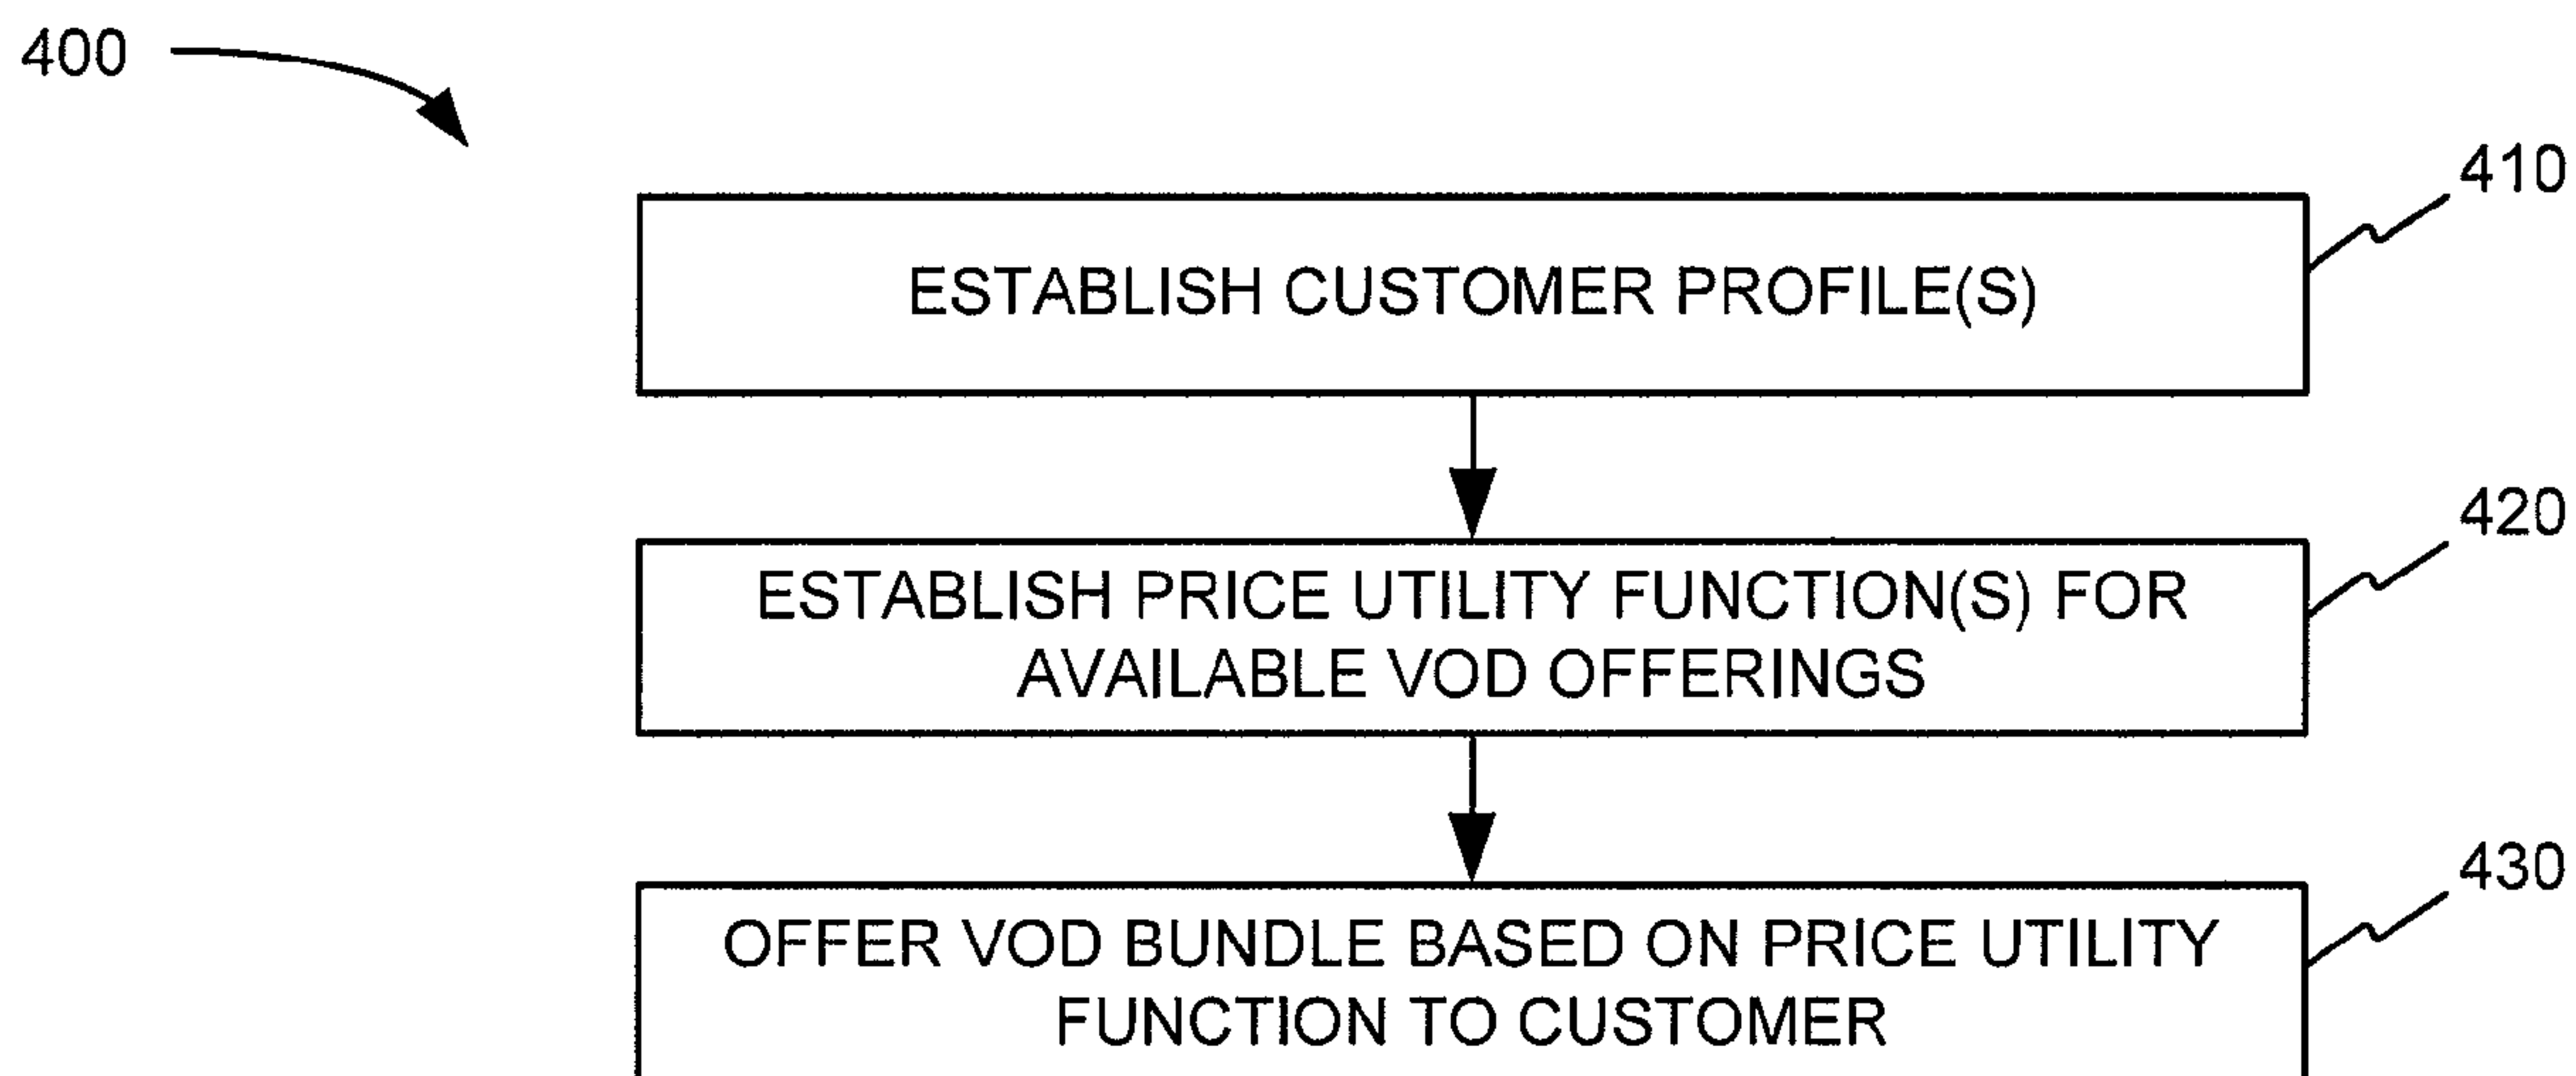 400
410
ESTABLISH CUSTOMER PROFILE(S)
420
ESTABLISH PRICE UTILITY FUNCTION(S) FOR
AVAILABLE VOD OFFERINGS
430
OFFER VOD BUNDLE BASED ON PRICE UTILITY
FUNCTION TO CUSTOMER